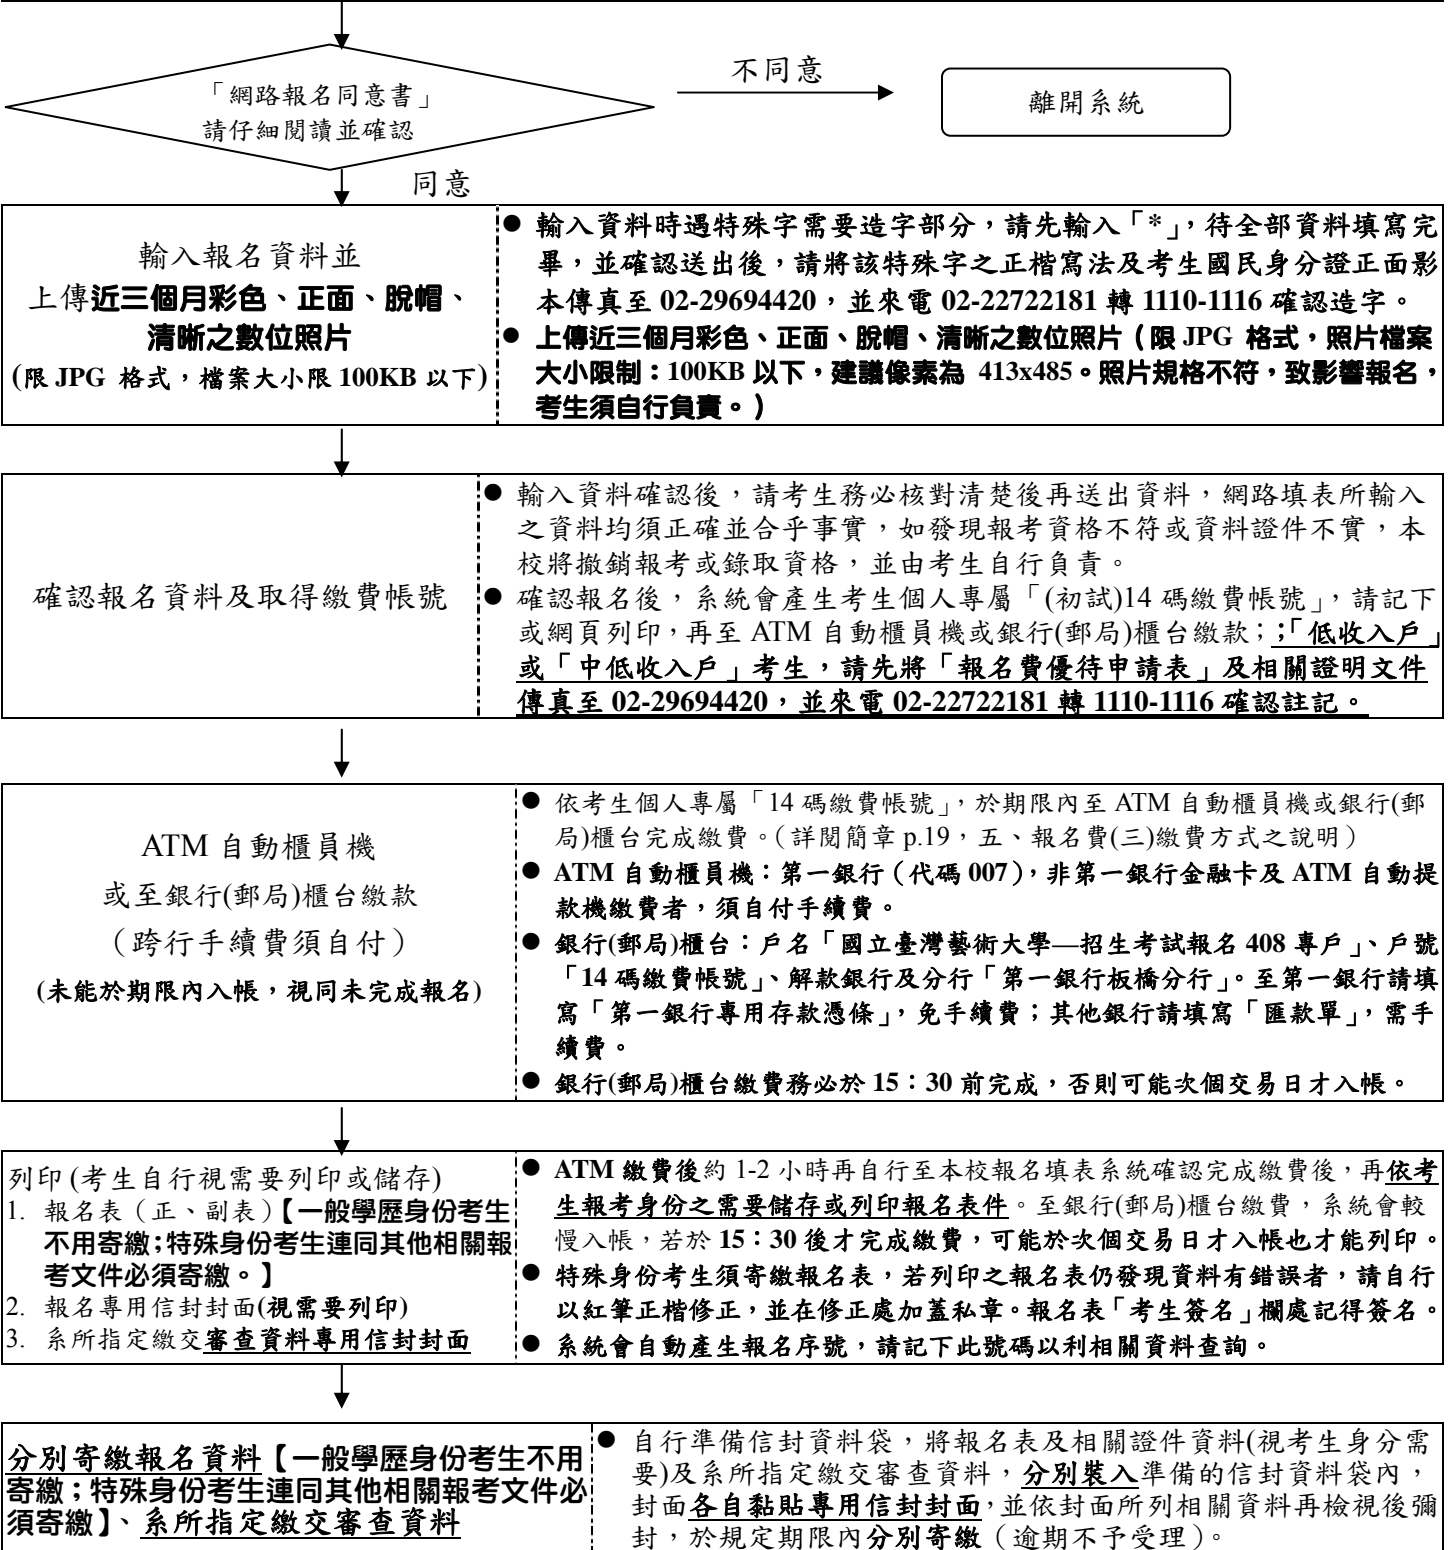 「網路報名同意書」
請仔細閱讀並確認
不同意
離開系統
同意
輸入報名資料並
上傳近三個月彩色、正面、脫帽、
清晰之數位照片
(限 JPG 格式，檔案大小限 100KB 以下)
● 輸入資料時遇特殊字需要造字部分，請先輸入「*」，待全部資料填寫完
畢，並確認送出後，請將該特殊字之正楷寫法及考生國民身分證正面影
本傳真至 02-29694420，並來電 02-22722181 轉 1110-1116 確認造字。
● 上傳近三個月彩色、正面、脫帽、清晰之數位照片（限 JPG 格式，照片檔案
大小限制：100KB 以下，建議像素為 413x485。照片規格不符，致影響報名，
考生須自行負責。）
確認報名資料及取得繳費帳號
● 輸入資料確認後，請考生務必核對清楚後再送出資料，網路填表所輸入
之資料均須正確並合乎事實，如發現報考資格不符或資料證件不實，本
校將撤銷報考或錄取資格，並由考生自行負責。
● 確認報名後，系統會產生考生個人專屬「(初試)14 碼繳費帳號」，請記下
或網頁列印，再至 ATM 自動櫃員機或銀行(郵局)櫃台繳款；；「低收入戶」
或「中低收入戶」考生，請先將「報名費優待申請表」及相關證明文件
傳真至 02-29694420，並來電 02-22722181 轉 1110-1116 確認註記。
ATM 自動櫃員機
或至銀行(郵局)櫃台繳款
（跨行手續費須自付）
(未能於期限內入帳，視同未完成報名)
● 依考生個人專屬「14 碼繳費帳號」，於期限內至 ATM 自動櫃員機或銀行(郵
局)櫃台完成繳費。（詳閱簡章 p.19，五、報名費(三)繳費方式之說明）
● ATM 自動櫃員機：第一銀行（代碼 007），非第一銀行金融卡及 ATM 自動提
款機繳費者，須自付手續費。
● 銀行(郵局)櫃台：戶名「國立臺灣藝術大學—招生考試報名 408 專戶」、戶號
「14 碼繳費帳號」、解款銀行及分行「第一銀行板橋分行」。至第一銀行請填
寫「第一銀行專用存款憑條」，免手續費；其他銀行請填寫「匯款單」，需手
續費。
● 銀行(郵局)櫃台繳費務必於 15：30 前完成，否則可能次個交易日才入帳。
列印 (考生自行視需要列印或儲存)
1. 報名表（正、副表）【一般學歷身份考生
不用寄繳；特殊身份考生連同其他相關報
考文件必須寄繳。】
2. 報名專用信封封面(視需要列印)
3. 系所指定繳交審查資料專用信封封面
● ATM 繳費後約 1-2 小時再自行至本校報名填表系統確認完成繳費後，再依考
生報考身份之需要儲存或列印報名表件。至銀行(郵局)櫃台繳費，系統會較
慢入帳，若於 15：30 後才完成繳費，可能於次個交易日才入帳也才能列印。
● 特殊身份考生須寄繳報名表，若列印之報名表仍發現資料有錯誤者，請自行
以紅筆正楷修正，並在修正處加蓋私章。報名表「考生簽名」欄處記得簽名。
● 系統會自動產生報名序號，請記下此號碼以利相關資料查詢。
分別寄繳報名資料【一般學歷身份考生不用
寄繳；特殊身份考生連同其他相關報考文件必
須寄繳】、系所指定繳交審查資料
● 自行準備信封資料袋，將報名表及相關證件資料(視考生身分需
要)及系所指定繳交審查資料，分別裝入準備的信封資料袋內，
封面各自黏貼專用信封封面，並依封面所列相關資料再檢視後彌
封，於規定期限內分別寄繳（逾期不予受理）。